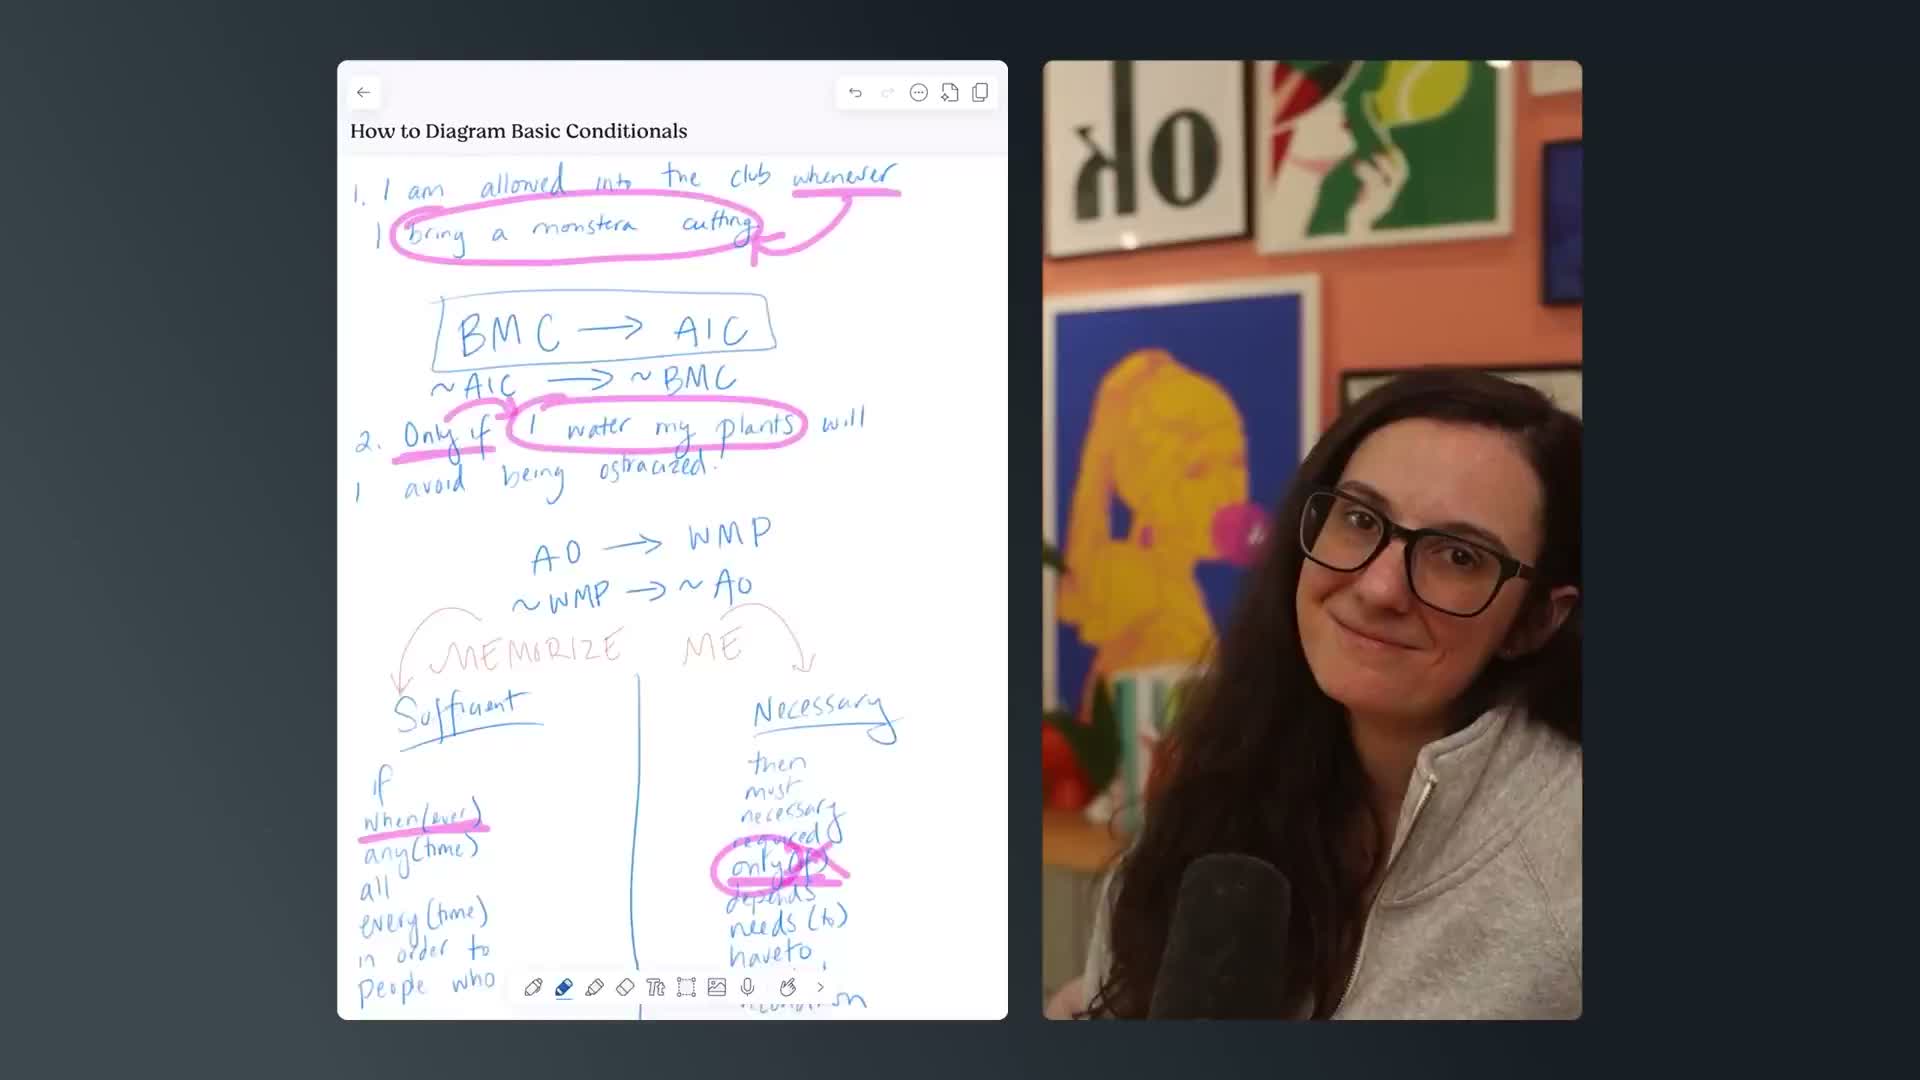 How to Diagram Basic Conditionals
1. I am allowed into the club whenever
I bring a monstera cutting.
BMC → AIC
~AIC → ~BMC
2. Only if I water my plants will
I avoid being ostracized.
AO → WMP
~WMP → ~AO
MEMORIZE ME
Sufficient
if
when(ever)
any(time)
all
every(time)
in order to
people who
Necessary
then
must
necessary
required
only(if)
depends
needs (to)
have to
Tt
ok